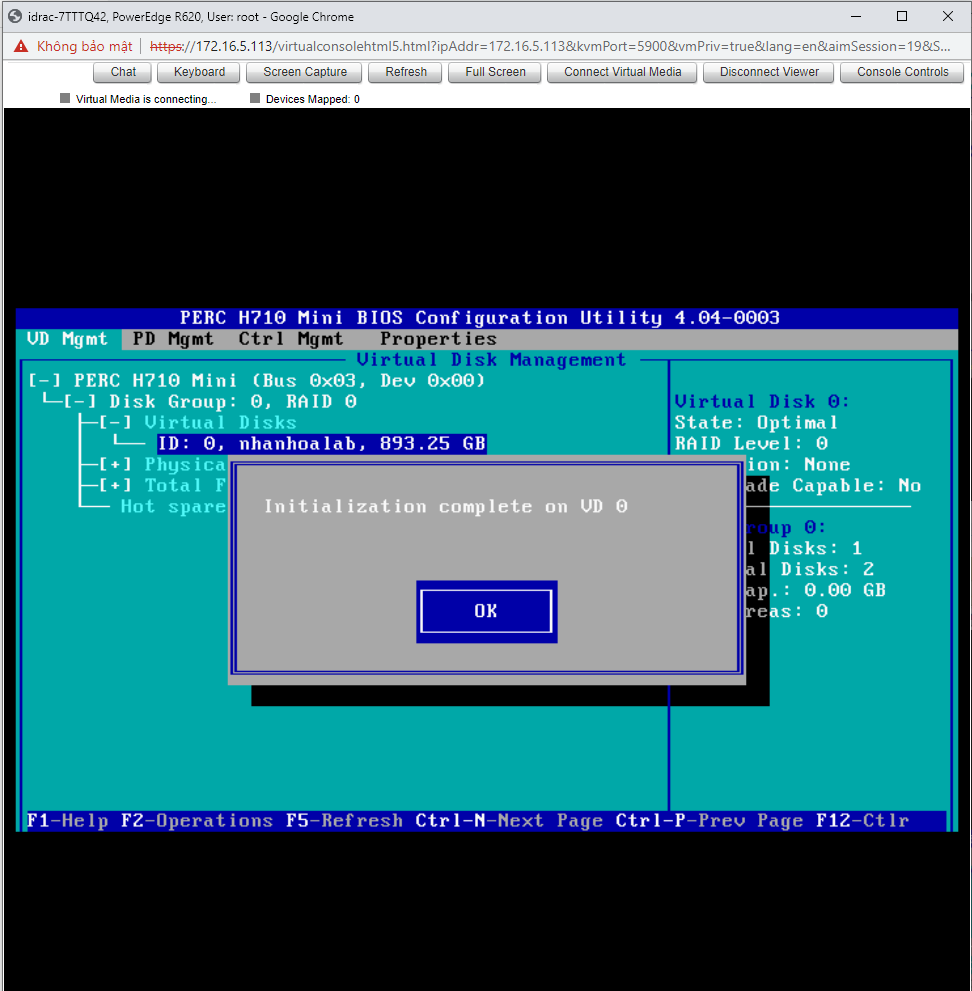 idrac-7TTTQ42, PowerEdge R620, User: root - Google Chrome
Không bảo mật | https://172.16.5.113/virtualconsolehtml5.html?ipAddr=172.16.5.113&kvmPort=5900&vmPriv=true&lang=en&aimSession=19&S...
Chat Keyboard Screen Capture Refresh Full Screen Connect Virtual Media Disconnect Viewer Console Controls
Virtual Media is connecting... Devices Mapped: 0
PERC H710 Mini BIOS Configuration Utility 4.04-0003
VD Mgmt PD Mgmt Ctrl Mgmt Properties
Virtual Disk Management
[-] PERC H710 Mini (Bus 0x03, Dev 0x00)
[-] Disk Group: 0, RAID 0
[-] Virtual Disks
ID: 0, nhanhoalab, 893.25 GB
[+] Physica
[+] Total F
Hot spare
Virtual Disk 0:
State: Optimal
RAID Level: 0
ion: None
ade Capable: No
roup 0:
l Disks: 1
al Disks: 2
ap.: 0.00 GB
reas: 0
Initialization complete on VD 0
OK
F1-Help F2-Operations F5-Refresh Ctrl-N-Next Page Ctrl-P-Prev Page F12-Ctlr